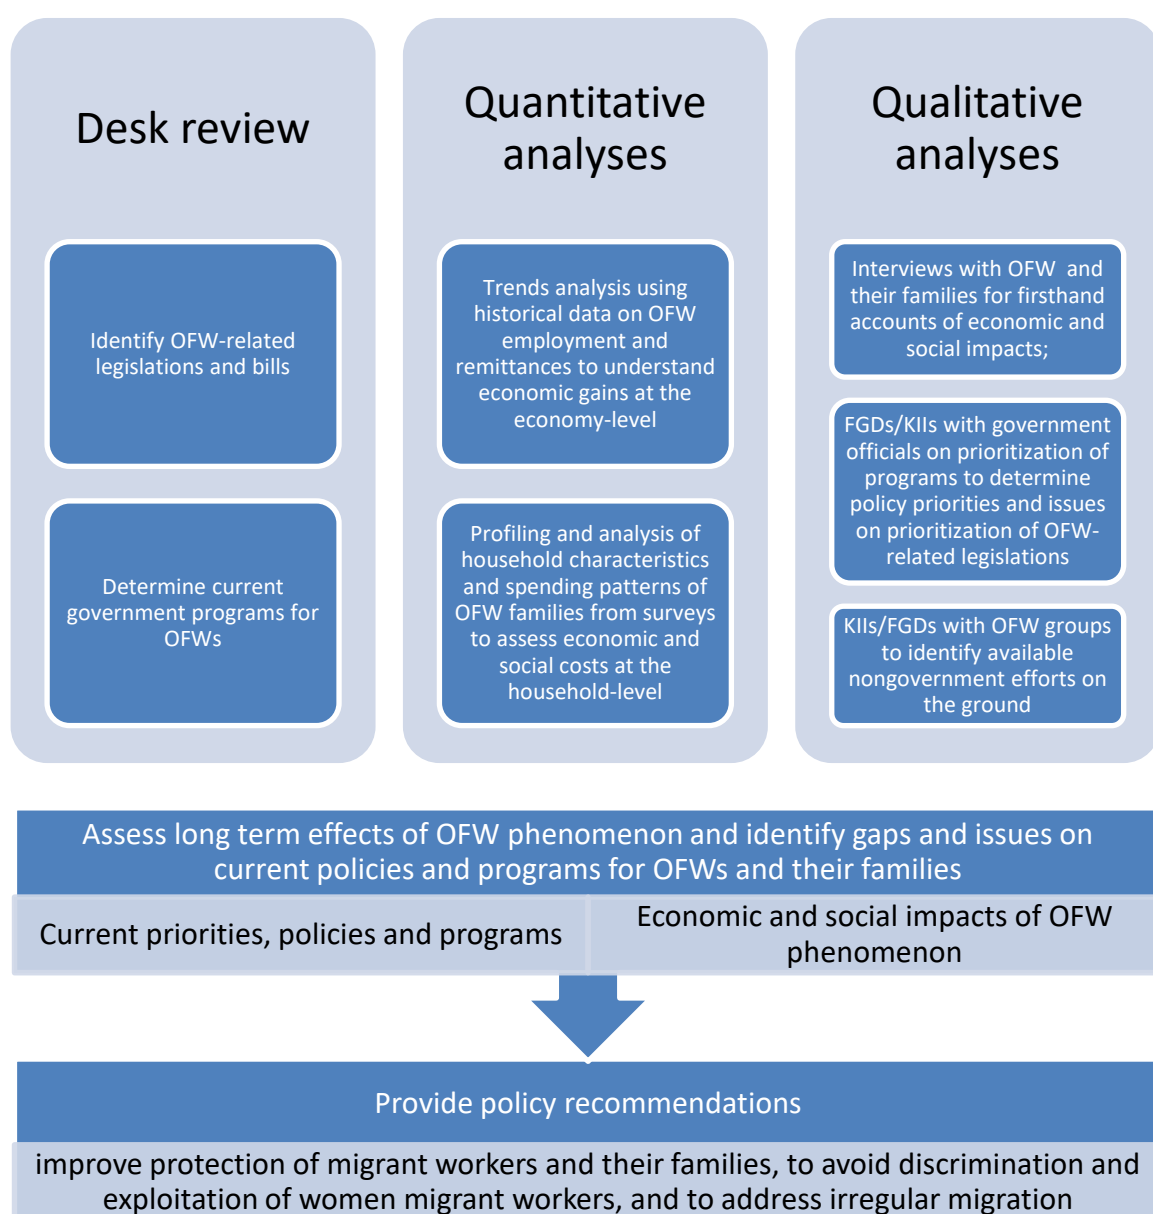 Desk review
Identify OFW-related
legislations and bills
Determine current
government programs for
OFWs
Quantitative
analyses
Trends analysis using
historical data on OFW
employment and
remittances to understand
economic gains at the
economy-level
Profiling and analysis of
household characteristics
and spending patterns of
OFW families from surveys
to assess economic and
social costs at the
household-level
Qualitative
analyses
Interviews with OFW and
their families for firsthand
accounts of economic and
social impacts;
FGDs/KIIs with government
officials on prioritization of
programs to determine
policy priorities and issues
on prioritization of OFW-
related legislations
KIIs/FGDs with OFW groups
to identify available
nongovernment efforts on
the ground
Assess long term effects of OFW phenomenon and identify gaps and issues on
current policies and programs for OFWs and their families
Current priorities, policies and programs
Economic and social impacts of OFW
phenomenon
Provide policy recommendations
improve protection of migrant workers and their families, to avoid discrimination and
exploitation of women migrant workers, and to address irregular migration